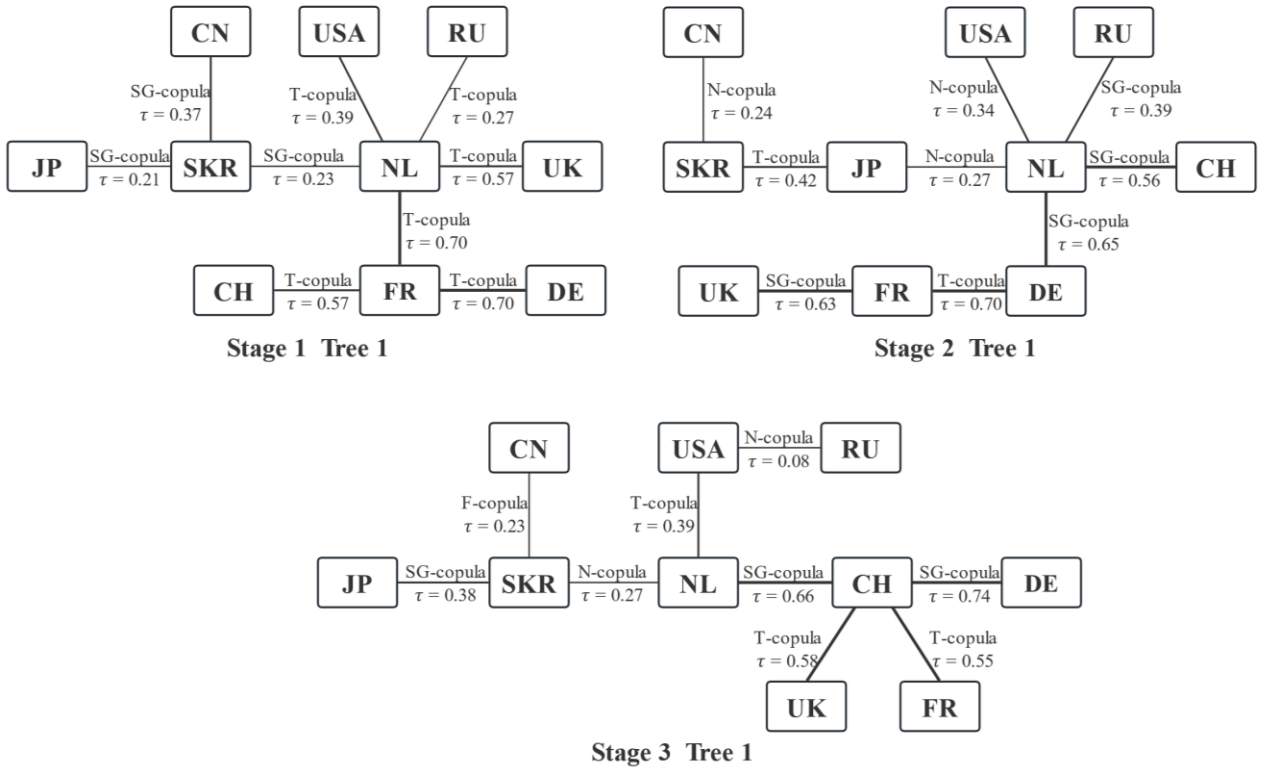 CN
USA
RU
SG-copula
τ = 0.37
T-copula
τ = 0.39
T-copula
τ = 0.27
JP
SG-copula
τ = 0.21
SKR
SG-copula
τ = 0.23
NL
T-copula
τ = 0.57
UK
T-copula
τ = 0.70
CH
T-copula
τ = 0.57
FR
T-copula
τ = 0.70
DE
Stage 1 Tree 1
CN
USA
RU
N-copula
τ = 0.24
N-copula
τ = 0.34
SG-copula
τ = 0.39
SKR
T-copula
τ = 0.42
JP
N-copula
τ = 0.27
NL
SG-copula
τ = 0.56
CH
SG-copula
τ = 0.65
UK
SG-copula
τ = 0.63
FR
T-copula
τ = 0.70
DE
Stage 2 Tree 1
CN
USA
N-copula
τ = 0.08
RU
F-copula
τ = 0.23
T-copula
τ = 0.39
JP
SG-copula
τ = 0.38
SKR
N-copula
τ = 0.27
NL
SG-copula
τ = 0.66
CH
SG-copula
τ = 0.74
DE
T-copula
τ = 0.58
T-copula
τ = 0.55
UK
FR
Stage 3 Tree 1